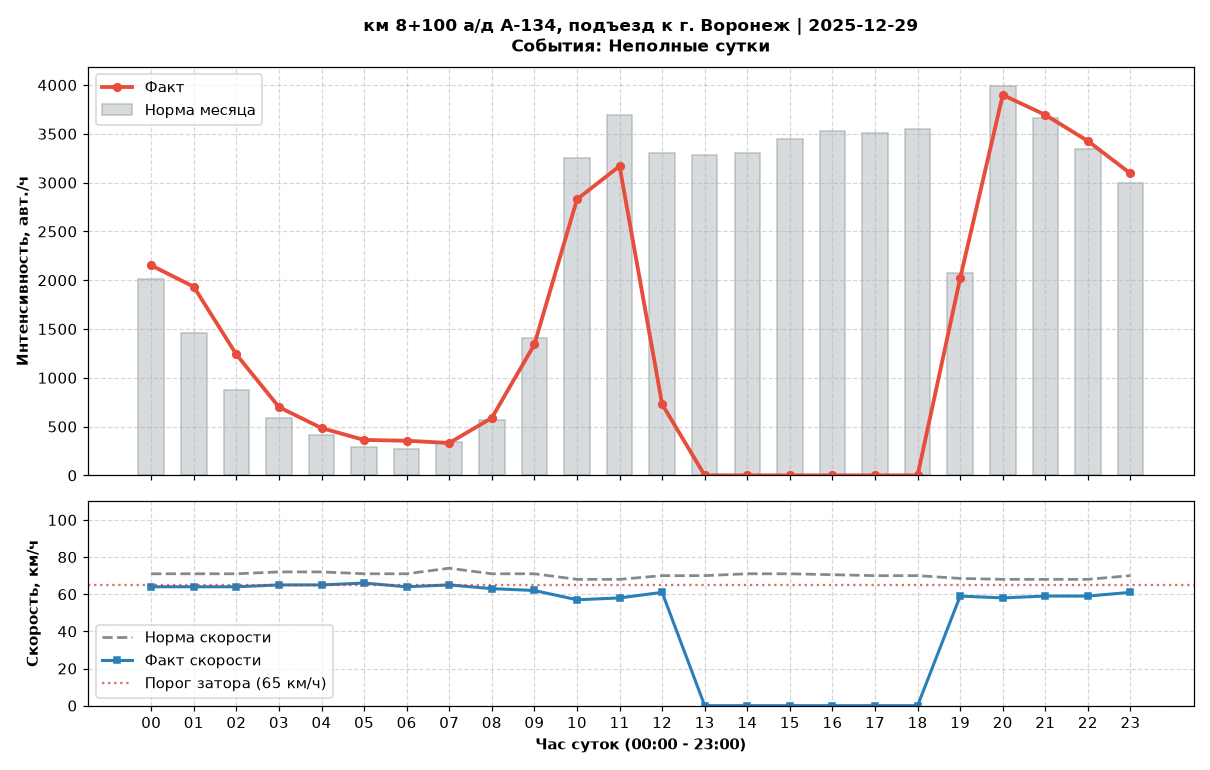 км 8+100 а/д А-134, подъезд к г. Воронеж | 2025-12-29
События: Неполные сутки
Факт
Норма месяца
Интенсивность, авт./ч
4000
3500
3000
2500
2000
1500
1000
500
0
Скорость, км/ч
100
80
60
40
20
0
Норма скорости
Факт скорости
Порог затора (65 км/ч)
00 01 02 03 04 05 06 07 08 09 10 11 12 13 14 15 16 17 18 19 20 21 22 23
Час суток (00:00 - 23:00)